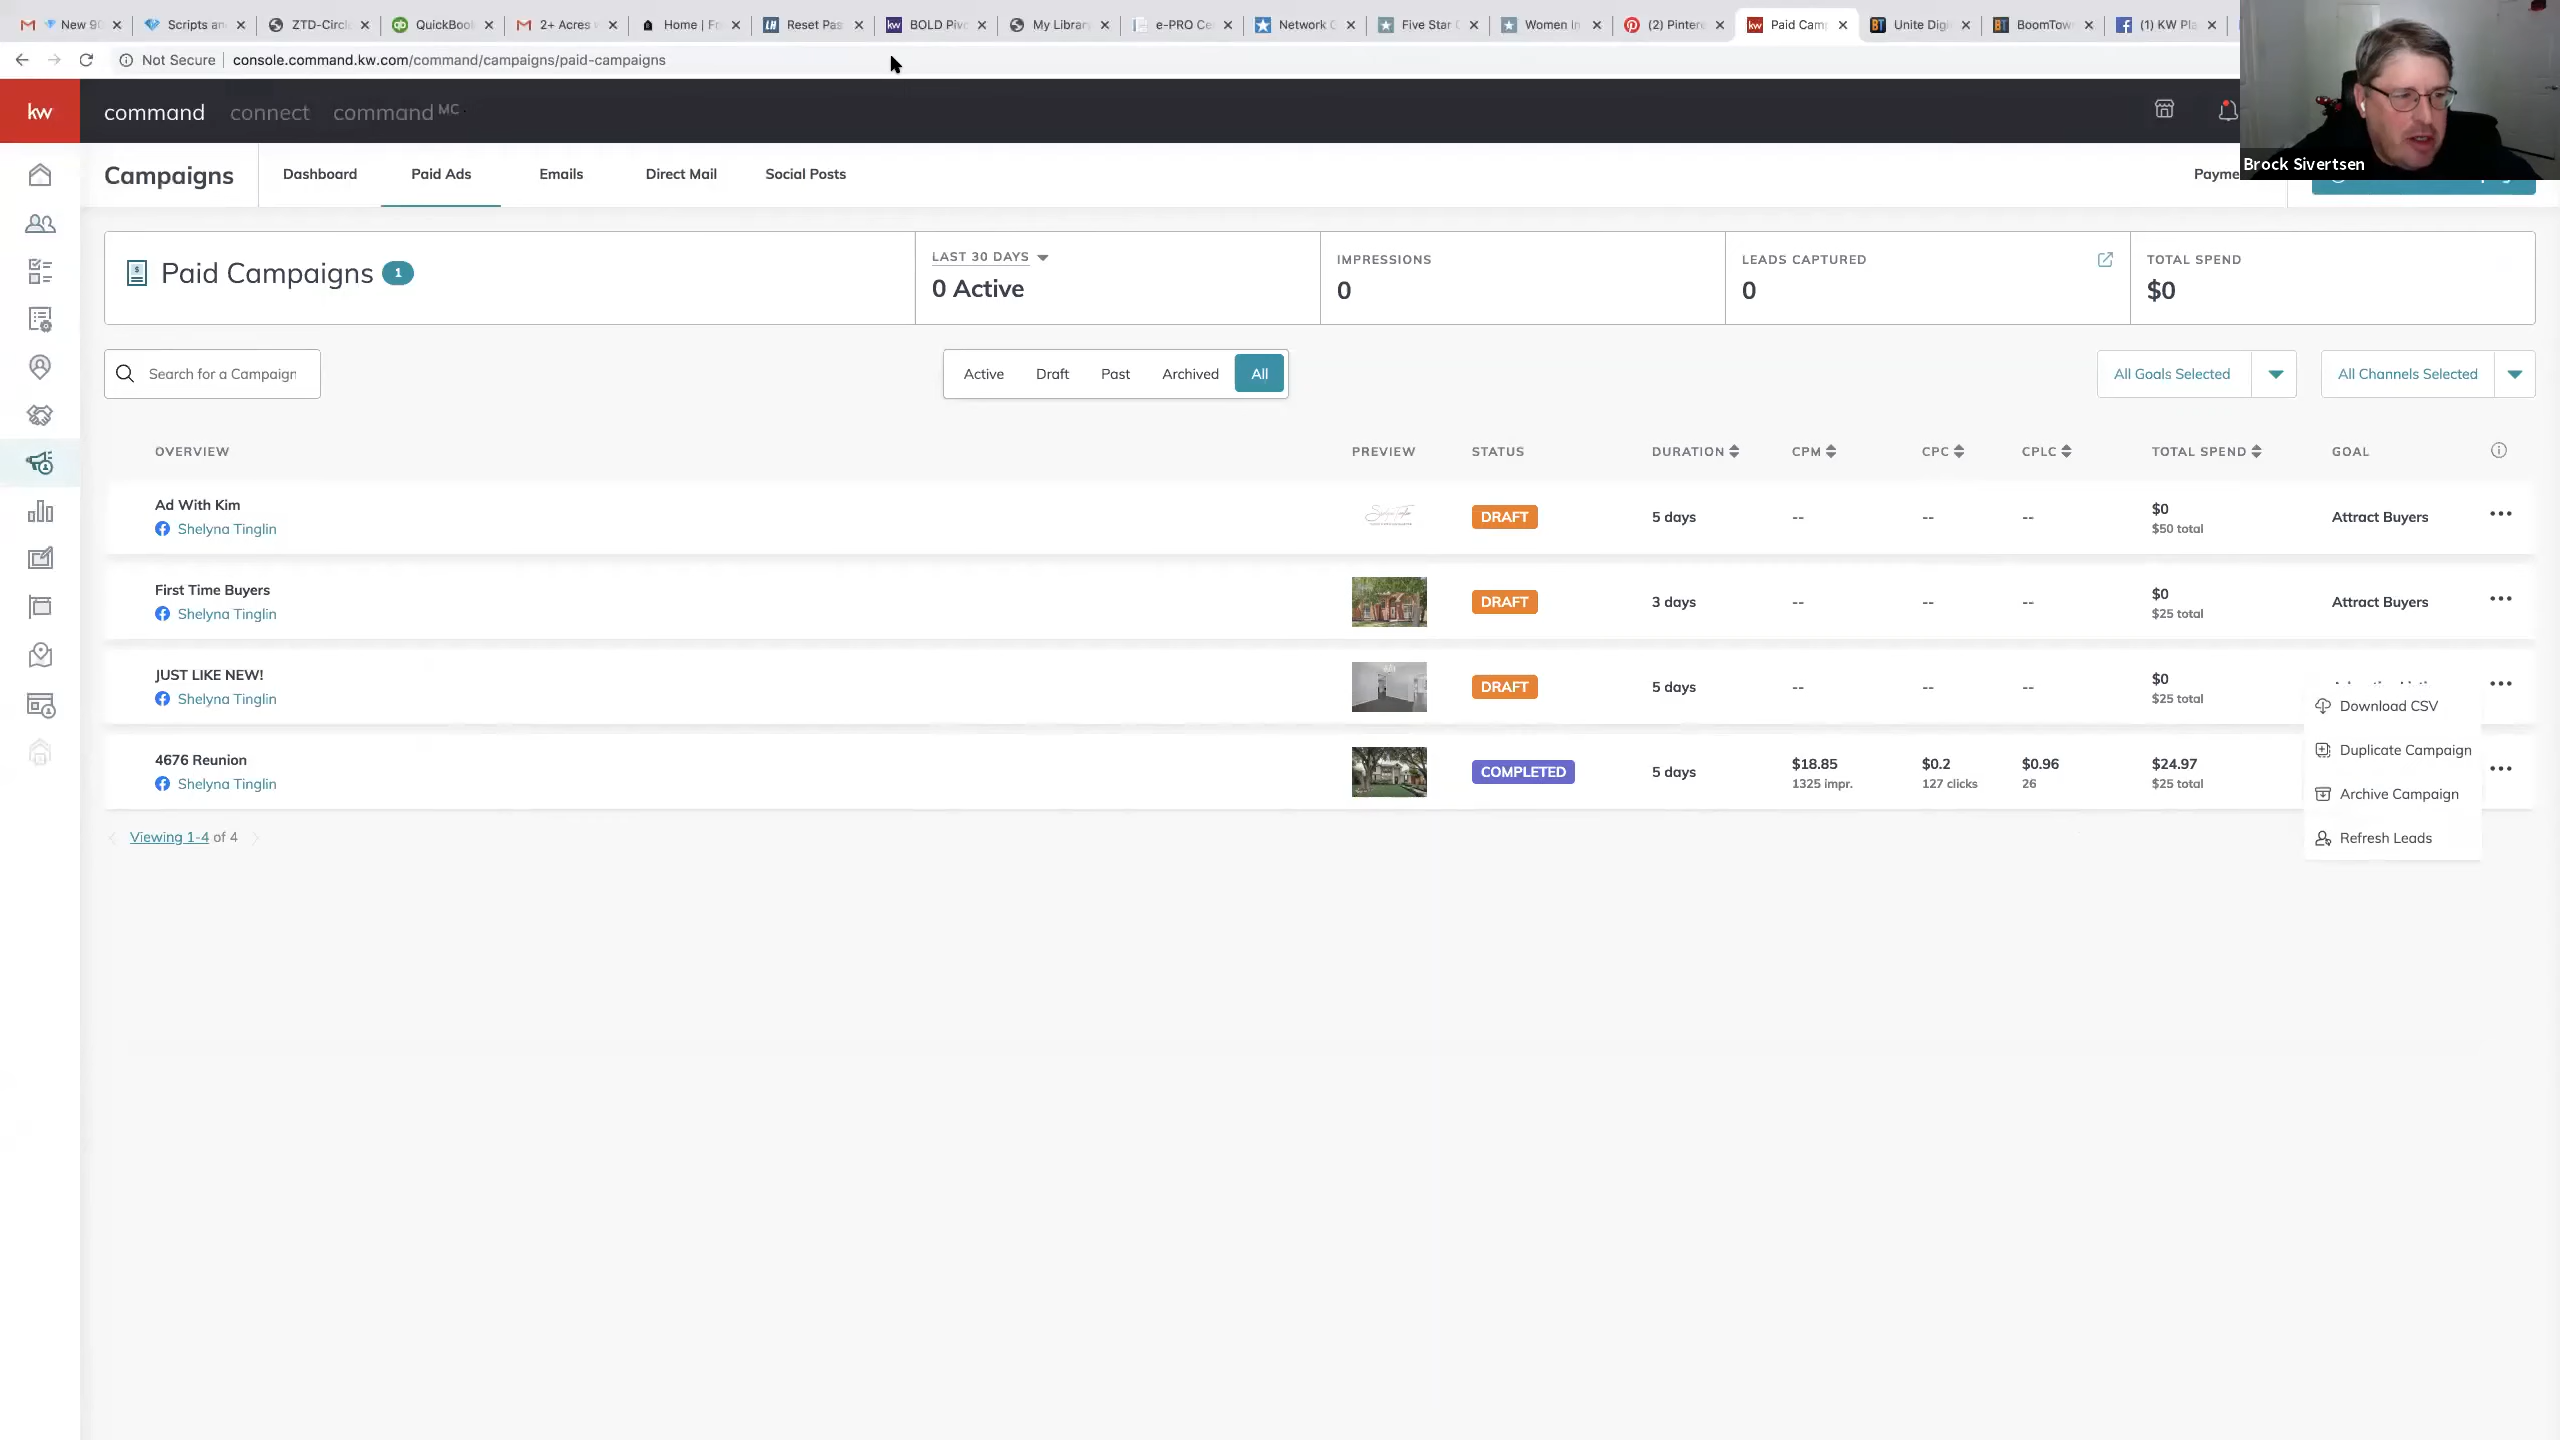 New 90
Scripts an
ZTD-Circl
QuickBoo
2+ Acres
Home | Fr
Reset Pas
BOLD Pivo
My Library
e-PRO Ce
Network
Five Star
Women In
(2) Pintere
Paid Camp
Unite Digi
BoomTown
(1) KW Pla
Not Secure
console.command.kw.com/command/campaigns/paid-campaigns
kw
command
connect
command MC
Brock Sivertsen
Campaigns
Dashboard
Paid Ads
Emails
Direct Mail
Social Posts
Payme
Paid Campaigns 1
LAST 30 DAYS
0 Active
IMPRESSIONS
0
LEADS CAPTURED
0
TOTAL SPEND
$0
Search for a Campaign
Active
Draft
Past
Archived
All
All Goals Selected
All Channels Selected
OVERVIEW
PREVIEW
STATUS
DURATION
CPM
CPC
CPLC
TOTAL SPEND
GOAL
Ad With Kim
Shelyna Tinglin
DRAFT
5 days
--
--
--
$0
$50 total
Attract Buyers
First Time Buyers
Shelyna Tinglin
DRAFT
3 days
--
--
--
$0
$25 total
Attract Buyers
JUST LIKE NEW!
Shelyna Tinglin
DRAFT
5 days
--
--
--
$0
$25 total
4676 Reunion
Shelyna Tinglin
COMPLETED
5 days
$18.85
1325 impr.
$0.2
127 clicks
$0.96
26
$24.97
$25 total
Download CSV
Duplicate Campaign
Archive Campaign
Refresh Leads
Viewing 1-4 of 4